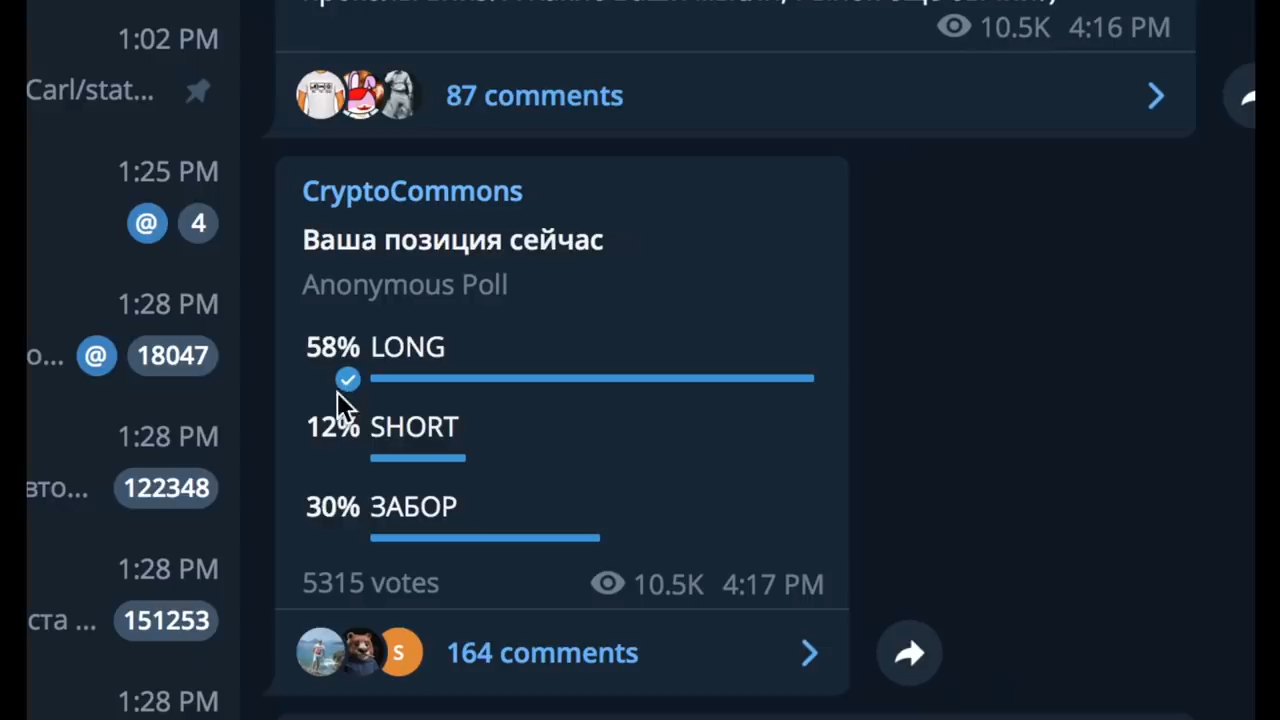 1:02 PM
Carl/stat...
1:25 PM
@ 4
1:28 PM
о... @ 18047
1:28 PM
вто... 122348
1:28 PM
ста ... 151253
1:28 PM
10.5K 4:16 PM
87 comments
CryptoCommons
Ваша позиция сейчас
Anonymous Poll
58% LONG
12% SHORT
30% ЗАБОР
5315 votes 10.5K 4:17 PM
S 164 comments